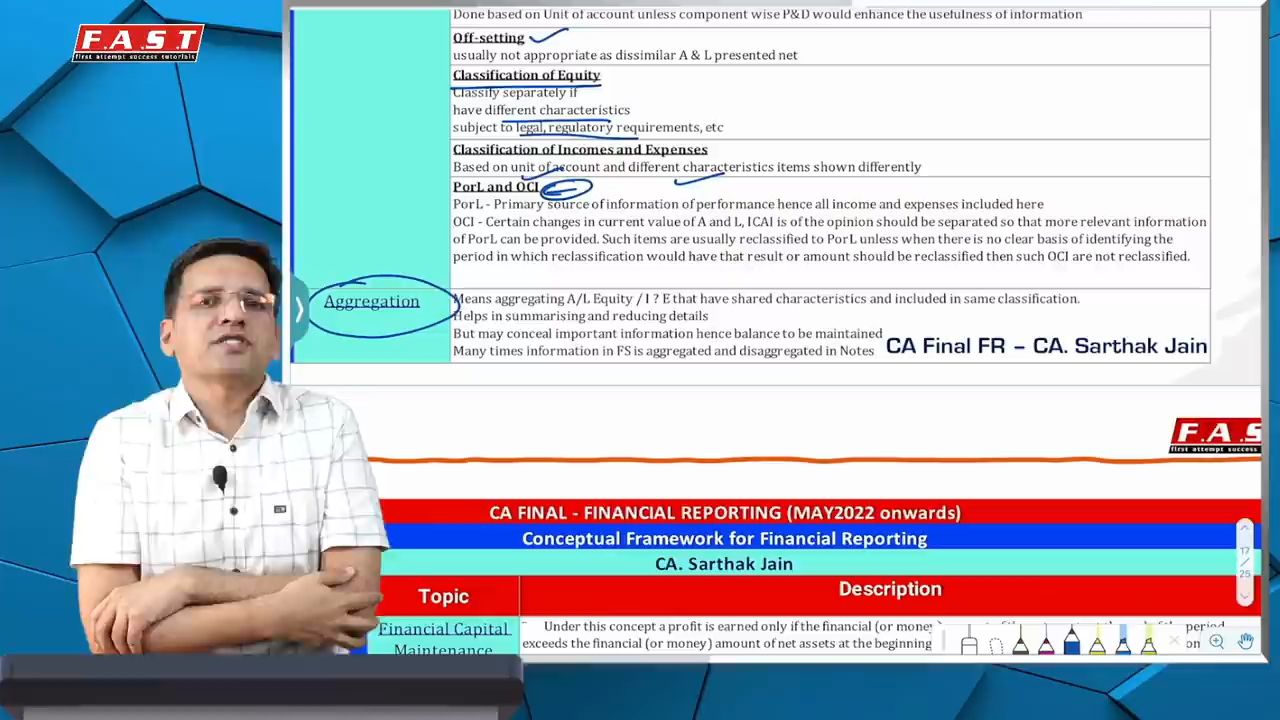 F.A.S.T
first attempt success tutorials
Done based on Unit of account unless component wise P&D would enhance the usefulness of information
Off-setting
usually not appropriate as dissimilar A & L presented net
Classification of Equity
Classify separately if
have different characteristics
subject to legal, regulatory requirements, etc
Classification of Incomes and Expenses
Based on unit of account and different characteristics items shown differently
PorL and OCI
PorL - Primary source of information of performance hence all income and expenses included here
OCI - Certain changes in current value of A and L, ICAI is of the opinion should be separated so that more relevant information
of PorL can be provided. Such items are usually reclassified to PorL unless when there is no clear basis of identifying the
period in which reclassification would have that result or amount should be reclassified then such OCI are not reclassified.
Aggregation
Means aggregating A/L Equity / I ? E that have shared characteristics and included in same classification.
Helps in summarising and reducing details
But may conceal important information hence balance to be maintained
Many times information in FS is aggregated and disaggregated in Notes
CA Final FR – CA. Sarthak Jain
F.A.S
first attempt success
CA FINAL - FINANCIAL REPORTING (MAY2022 onwards)
Conceptual Framework for Financial Reporting
CA. Sarthak Jain
Topic
Description
17
/
25
Financial Capital
Maintenance
Under this concept a profit is earned only if the financial (or money)
exceeds the financial (or money) amount of net assets at the beginning